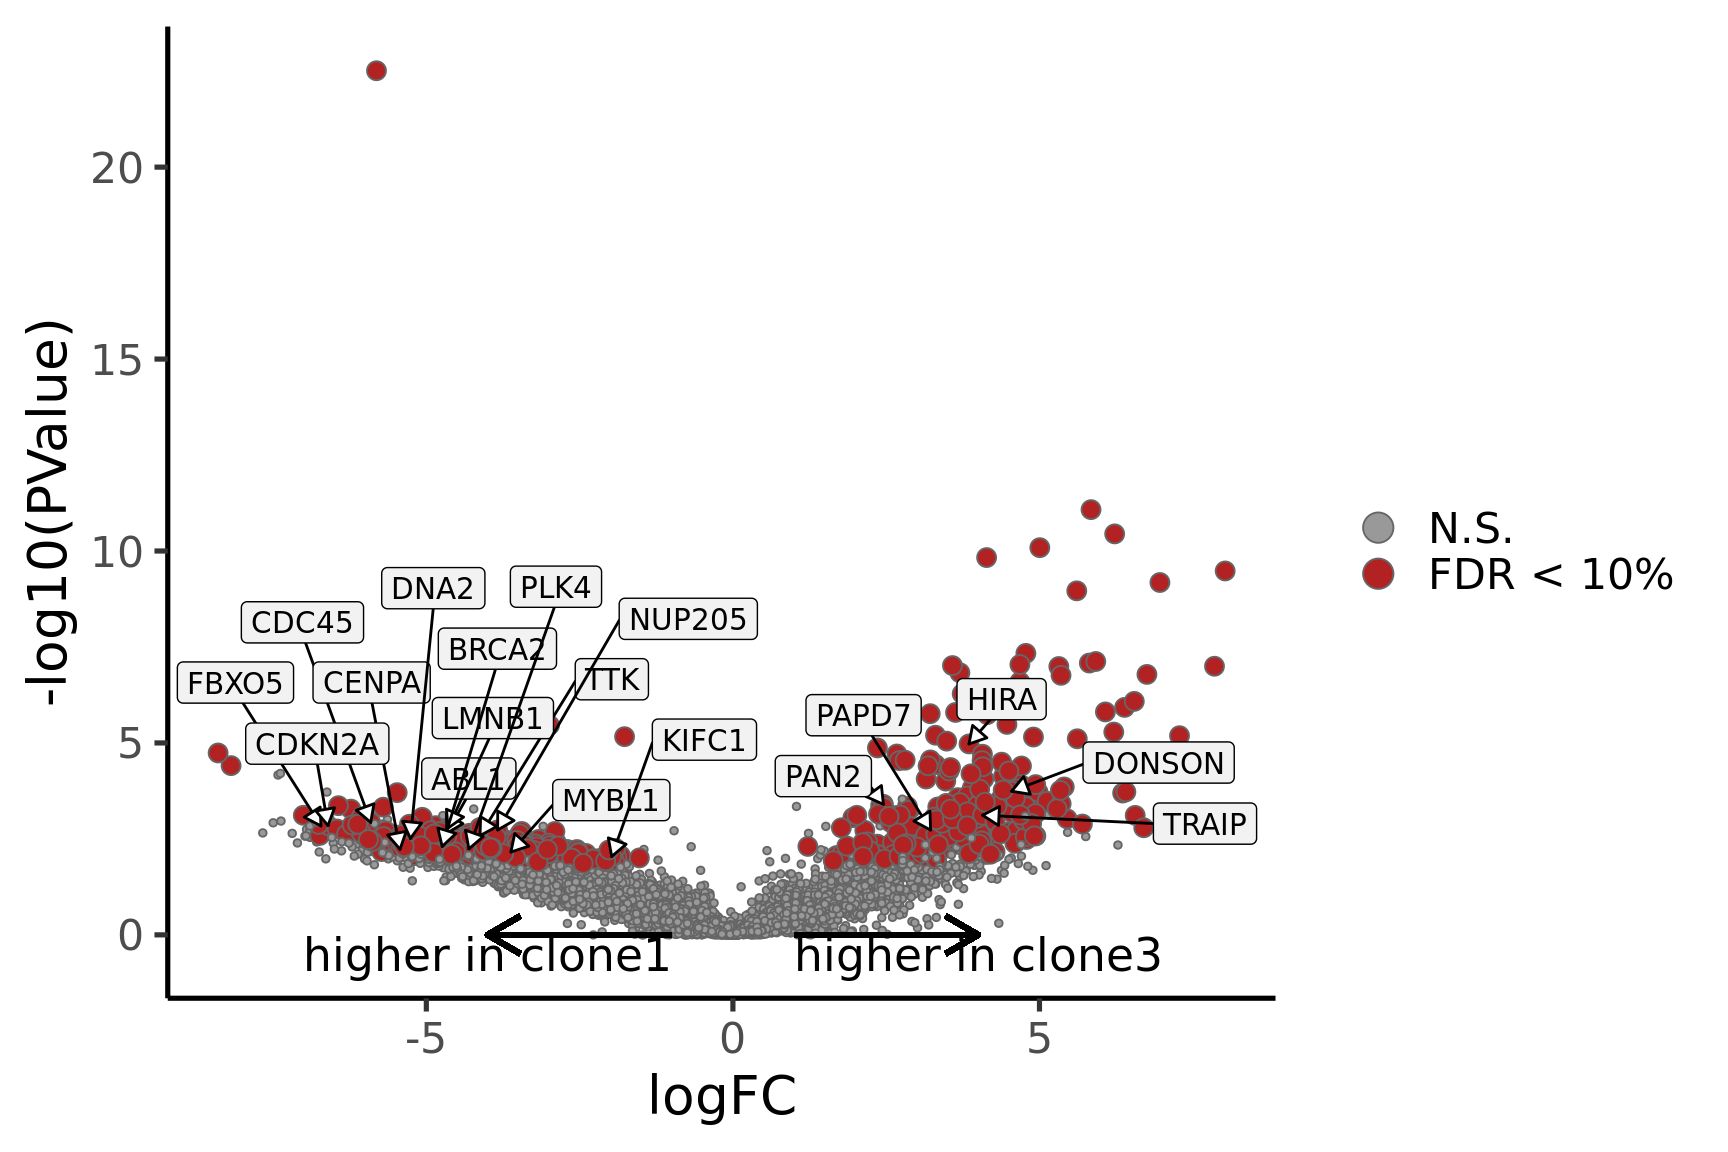 -log10(PValue)
20
15
10
5
0
DNA2
PLK4
CDC45
NUP205
BRCA2
FBXO5
CENPA
TTK
LMNB1
CDKN2A
KIFC1
ABL1
MYBL1
HIRA
PAPD7
DONSON
PAN2
TRAIP
higher in clone1
higher in clone3
-5
0
5
logFC
N.S.
FDR < 10%